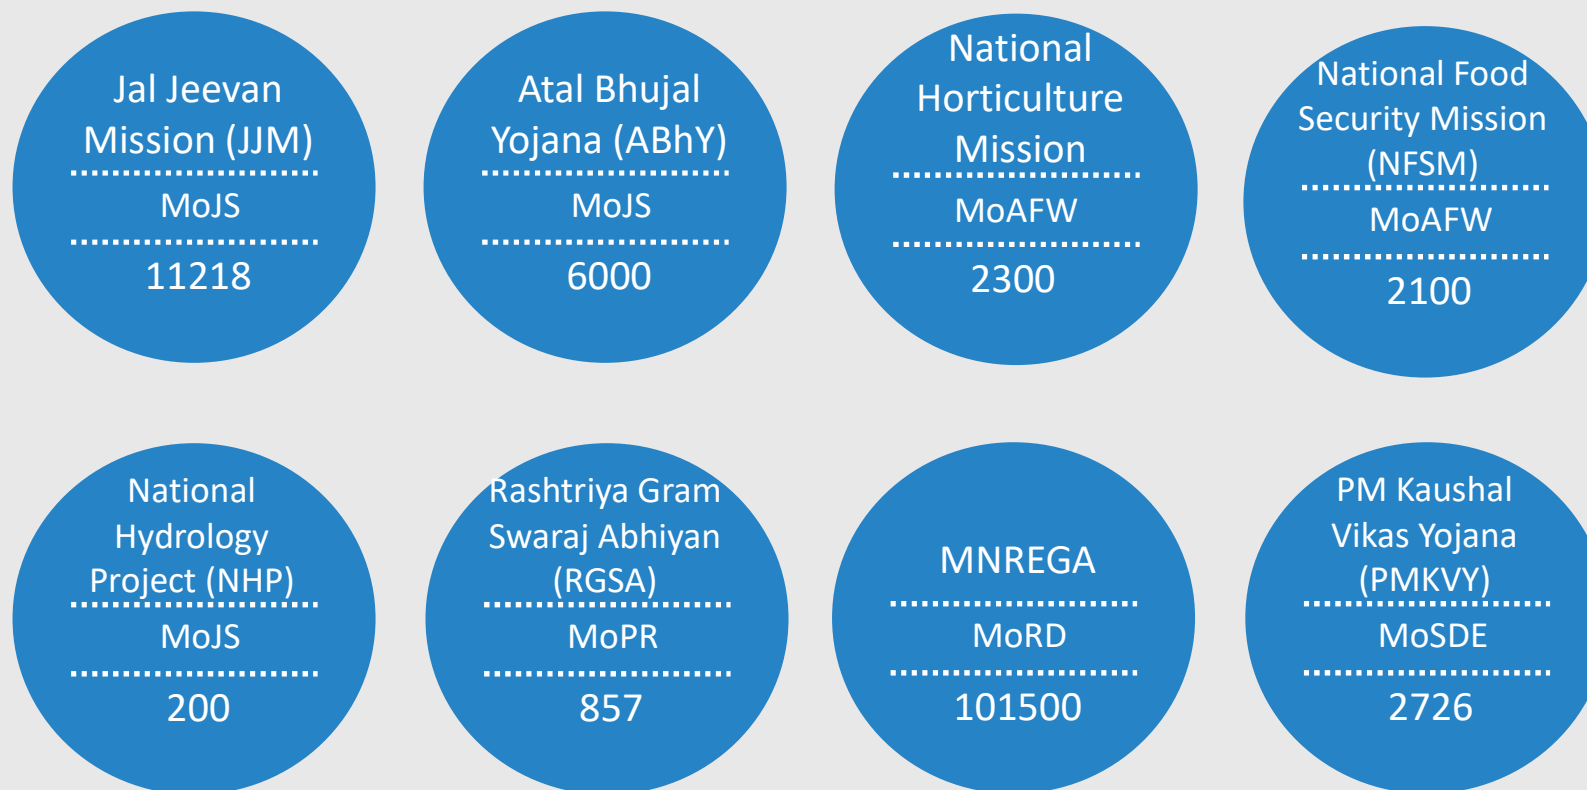 Jal Jeevan
Mission (JJM)
MoJS
11218
Atal Bhujal
Yojana (ABhY)
MoJS
6000
National
Horticulture
Mission
MoAFW
2300
National Food
Security Mission
(NFSM)
MoAFW
2100
National
Hydrology
Project (NHP)
MoJS
200
Rashtriya Gram
Swaraj Abhiyan
(RGSA)
MoPR
857
MNREGA
MoRD
101500
PM Kaushal
Vikas Yojana
(PMKVY)
MoSDE
2726